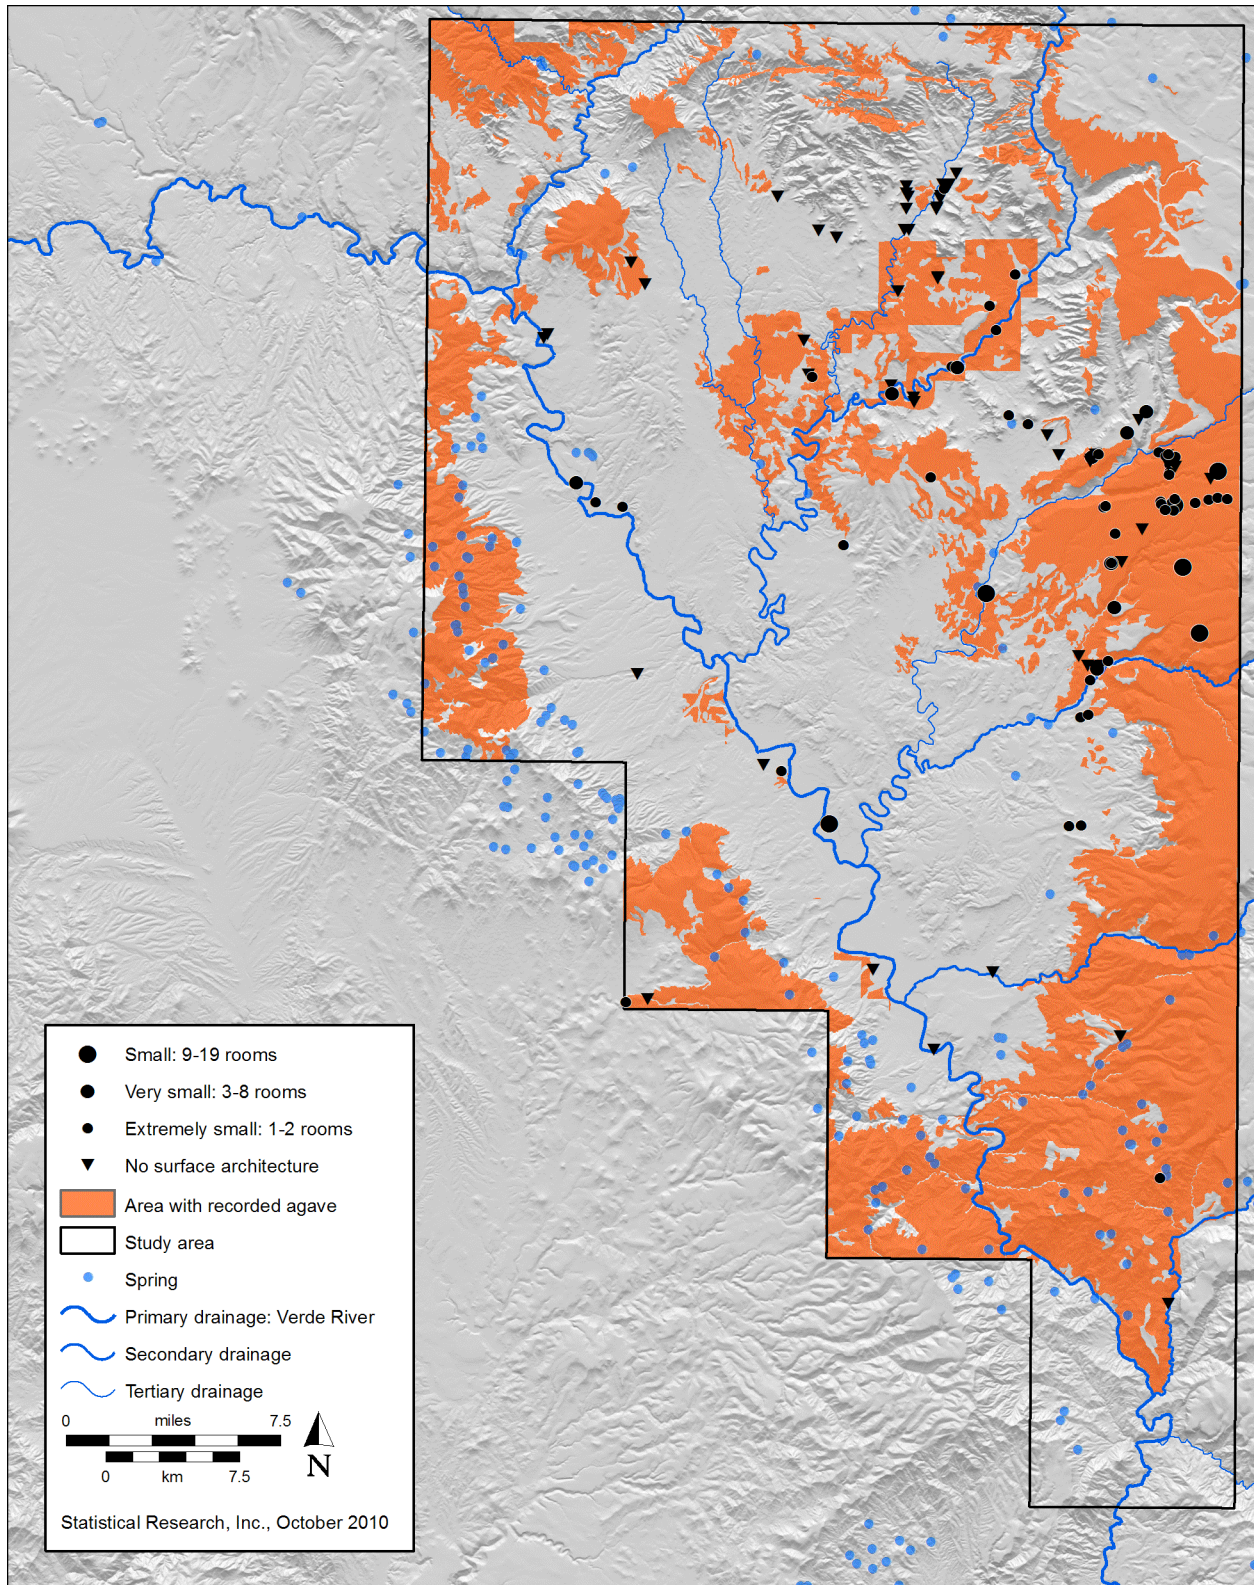 Small: 9-19 rooms
Very small: 3-8 rooms
Extremely small: 1-2 rooms
No surface architecture
Area with recorded agave
Study area
Spring
Primary drainage: Verde River
Secondary drainage
Tertiary drainage
0 miles 7.5
N
0 km 7.5
Statistical Research, Inc., October 2010